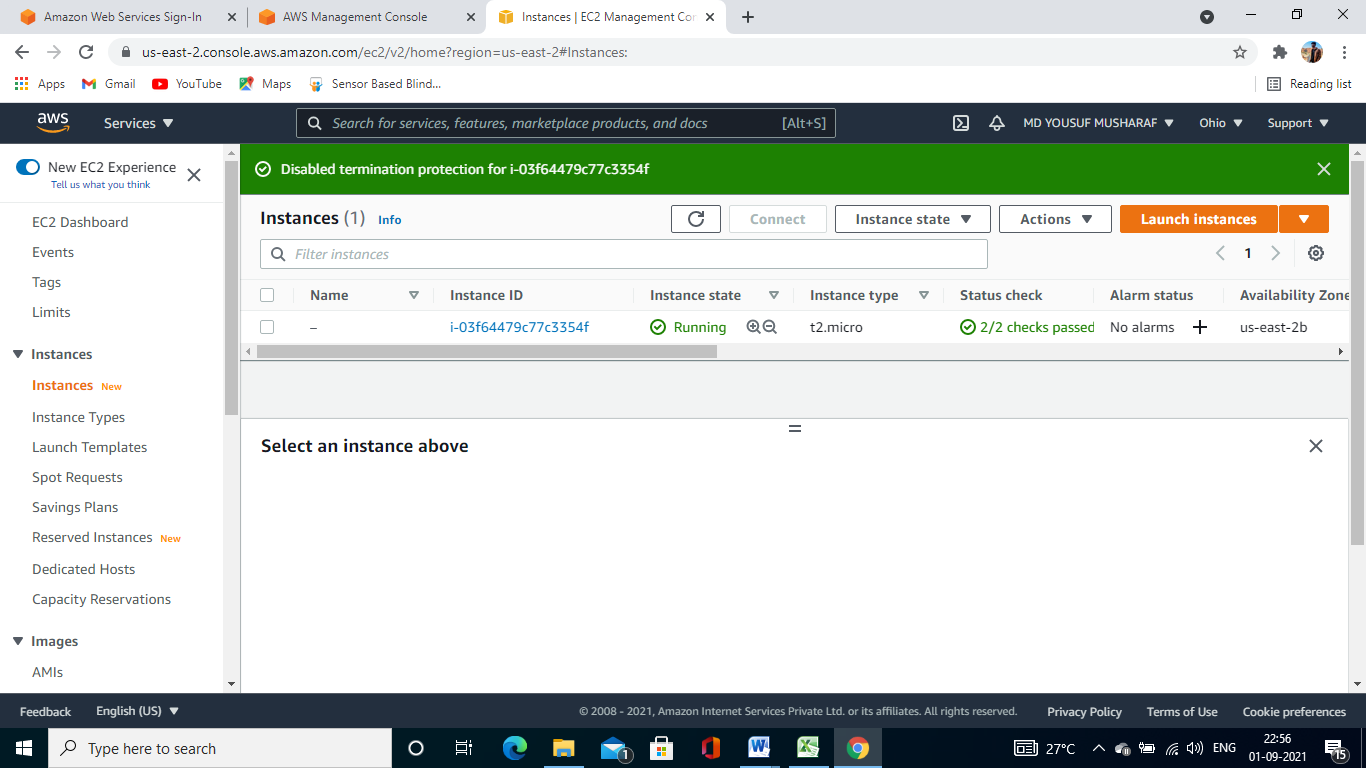 Amazon Web Services Sign-In
AWS Management Console
Instances | EC2 Management Con
us-east-2.console.aws.amazon.com/ec2/v2/home?region=us-east-2#Instances:
Apps Gmail YouTube Maps Sensor Based Blind... Reading list
aws Services Search for services, features, marketplace products, and docs [Alt+S] MD YOUSUF MUSHARAF Ohio Support
New EC2 Experience
Tell us what you think
EC2 Dashboard
Events
Tags
Limits
Instances
Instances New
Instance Types
Launch Templates
Spot Requests
Savings Plans
Reserved Instances New
Dedicated Hosts
Capacity Reservations
Images
AMIs
Disabled termination protection for i-03f64479c77c3354f
Instances (1) Info Connect Instance state Actions Launch instances
Filter instances 1
Name Instance ID Instance state Instance type Status check Alarm status Availability Zone
– i-03f64479c77c3354f Running t2.micro 2/2 checks passed No alarms + us-east-2b
Select an instance above
Feedback English (US) © 2008 - 2021, Amazon Internet Services Private Ltd. or its affiliates. All rights reserved. Privacy Policy Terms of Use Cookie preferences
Type here to search 1 27°C ENG 22:56
01-09-2021 15